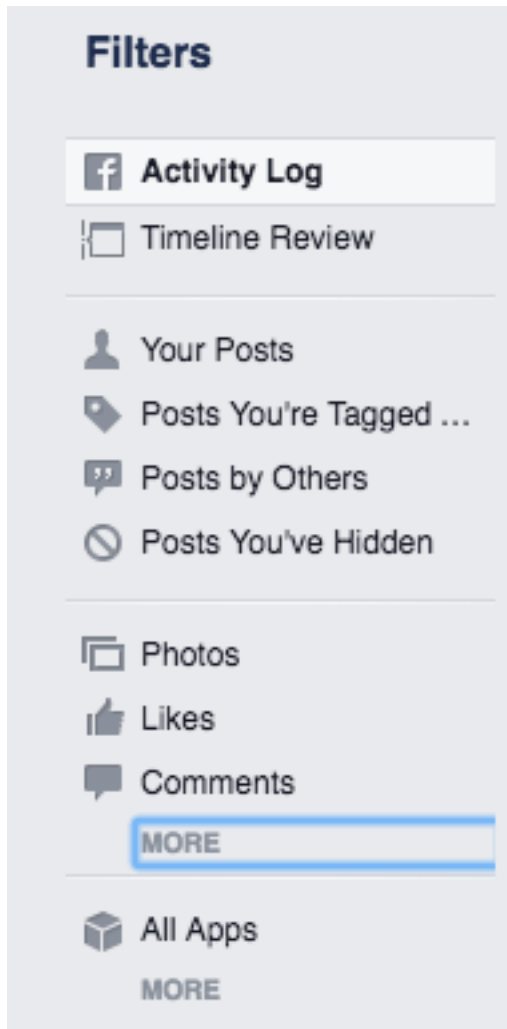 Filters
Activity Log
Timeline Review
Your Posts
Posts You're Tagged ...
Posts by Others
Posts You've Hidden
Photos
Likes
Comments
MORE
All Apps
MORE